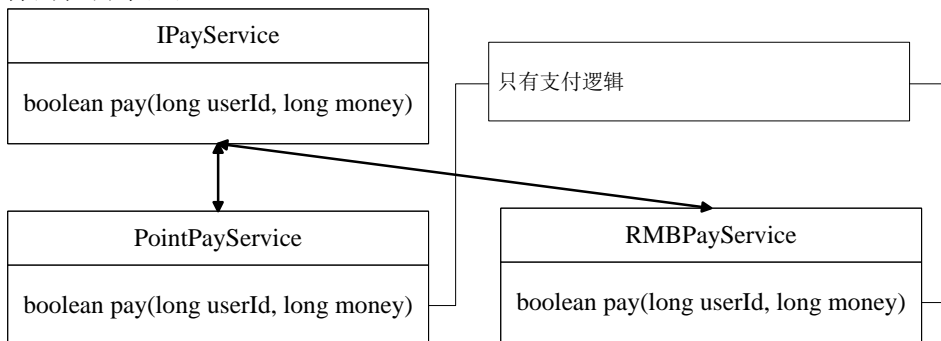 IPayService
boolean pay(long userId, long money)
只有支付逻辑
PointPayService
boolean pay(long userId, long money)
RMBPayService
boolean pay(long userId, long money)